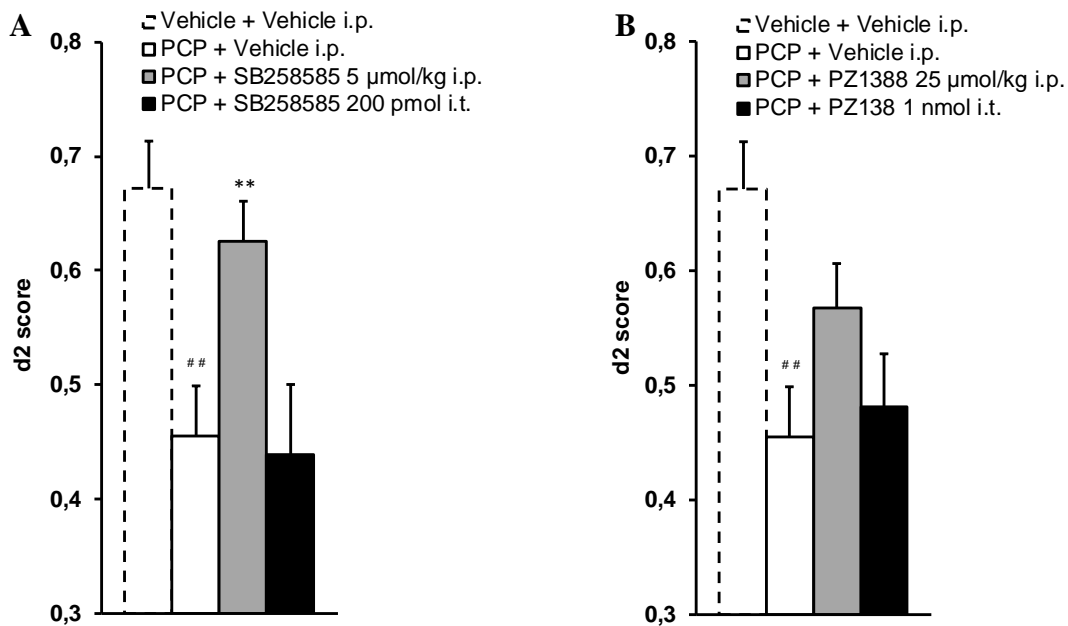 A
Vehicle + Vehicle i.p.
PCP + Vehicle i.p.
PCP + SB258585 5 µmol/kg i.p.
PCP + SB258585 200 pmol i.t.
0,8
0,7
0,6
0,5
0,4
0,3
d2 score
##
**
B
Vehicle + Vehicle i.p.
PCP + Vehicle i.p.
PCP + PZ1388 25 µmol/kg i.p.
PCP + PZ138 1 nmol i.t.
0,8
0,7
0,6
0,5
0,4
0,3
d2 score
##